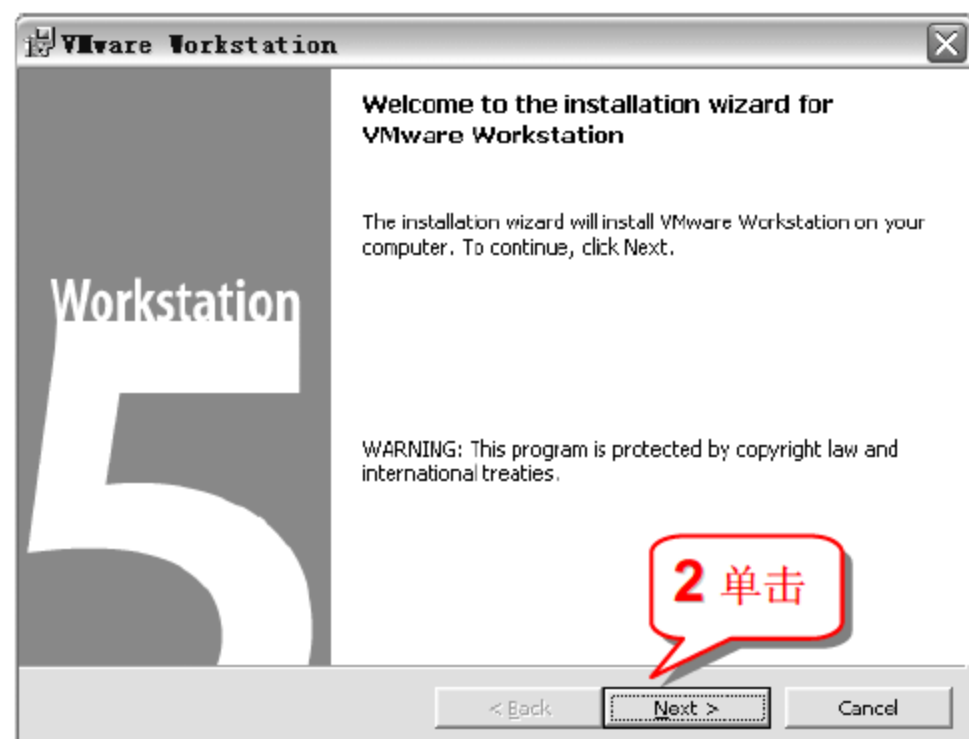 VMware Workstation
Welcome to the installation wizard for
VMware Workstation
The installation wizard will install VMware Workstation on your
computer. To continue, click Next.
Workstation
5
WARNING: This program is protected by copyright law and
international treaties.
2 单击
< Back
Next >
Cancel